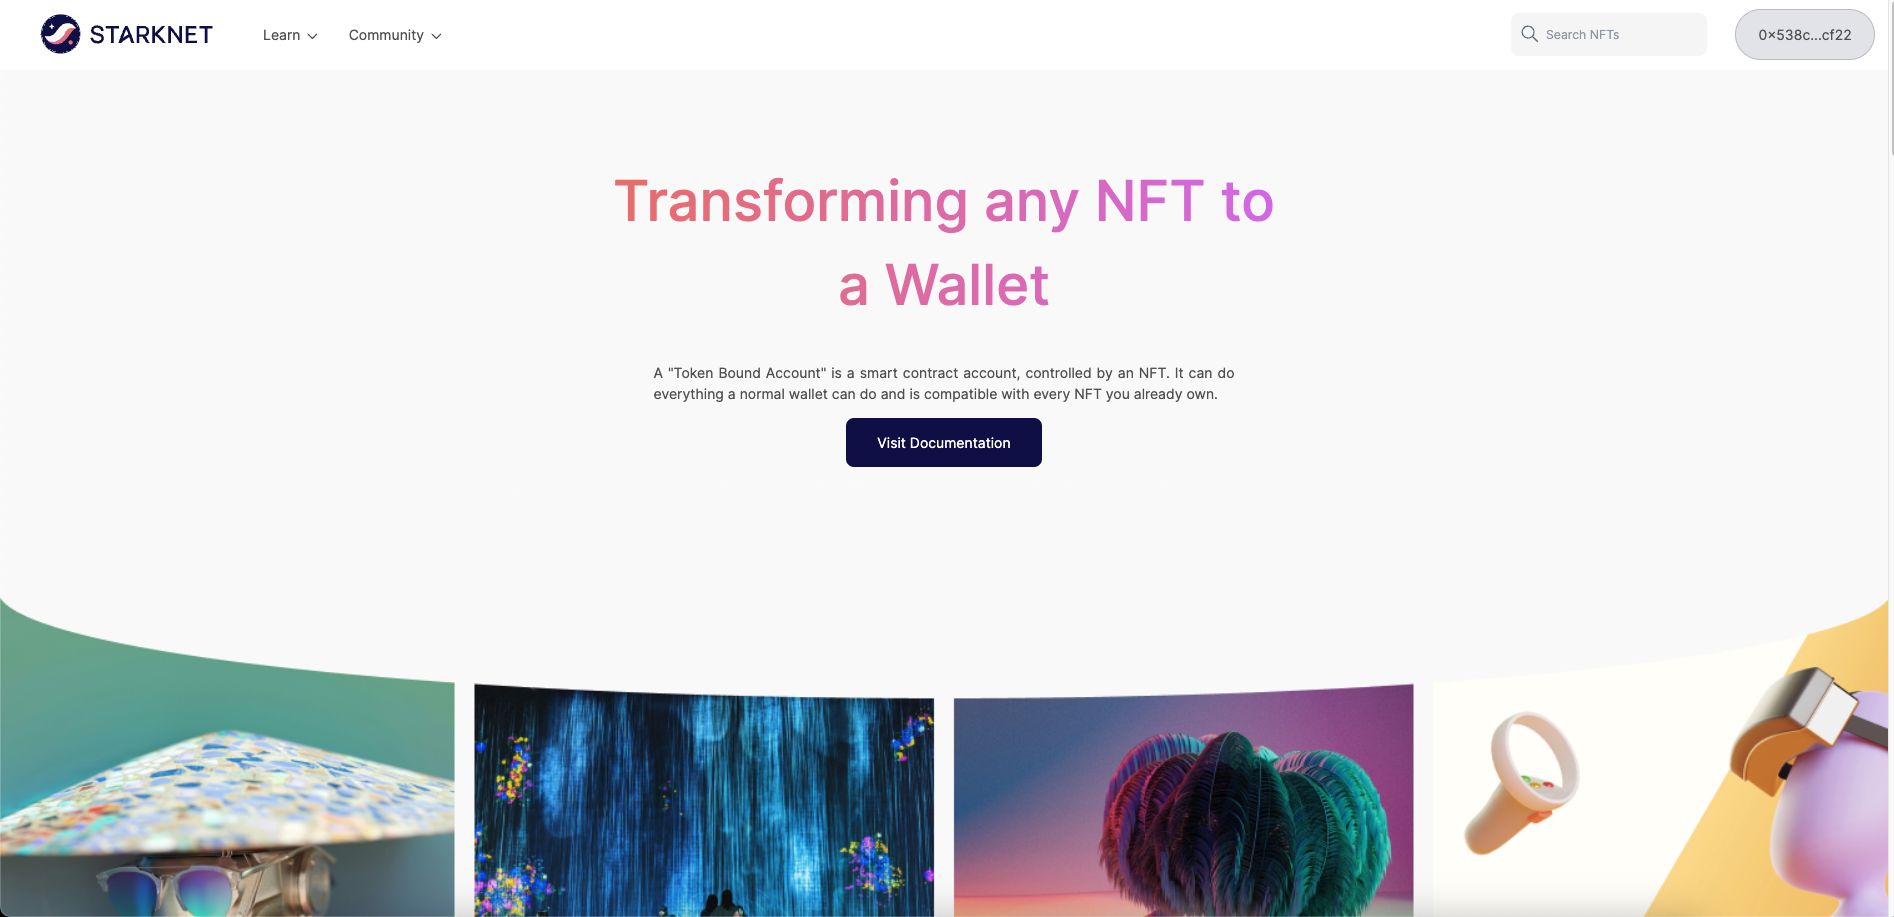 STARKNET
Learn
Community
Search NFTs
0x538c...cf22
Transforming any NFT to
a Wallet
A "Token Bound Account" is a smart contract account, controlled by an NFT. It can do
everything a normal wallet can do and is compatible with every NFT you already own.
Visit Documentation